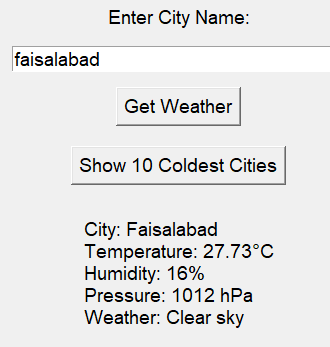 Enter City Name:
faisalabad
Get Weather
Show 10 Coldest Cities
City: Faisalabad
Temperature: 27.73°C
Humidity: 16%
Pressure: 1012 hPa
Weather: Clear sky